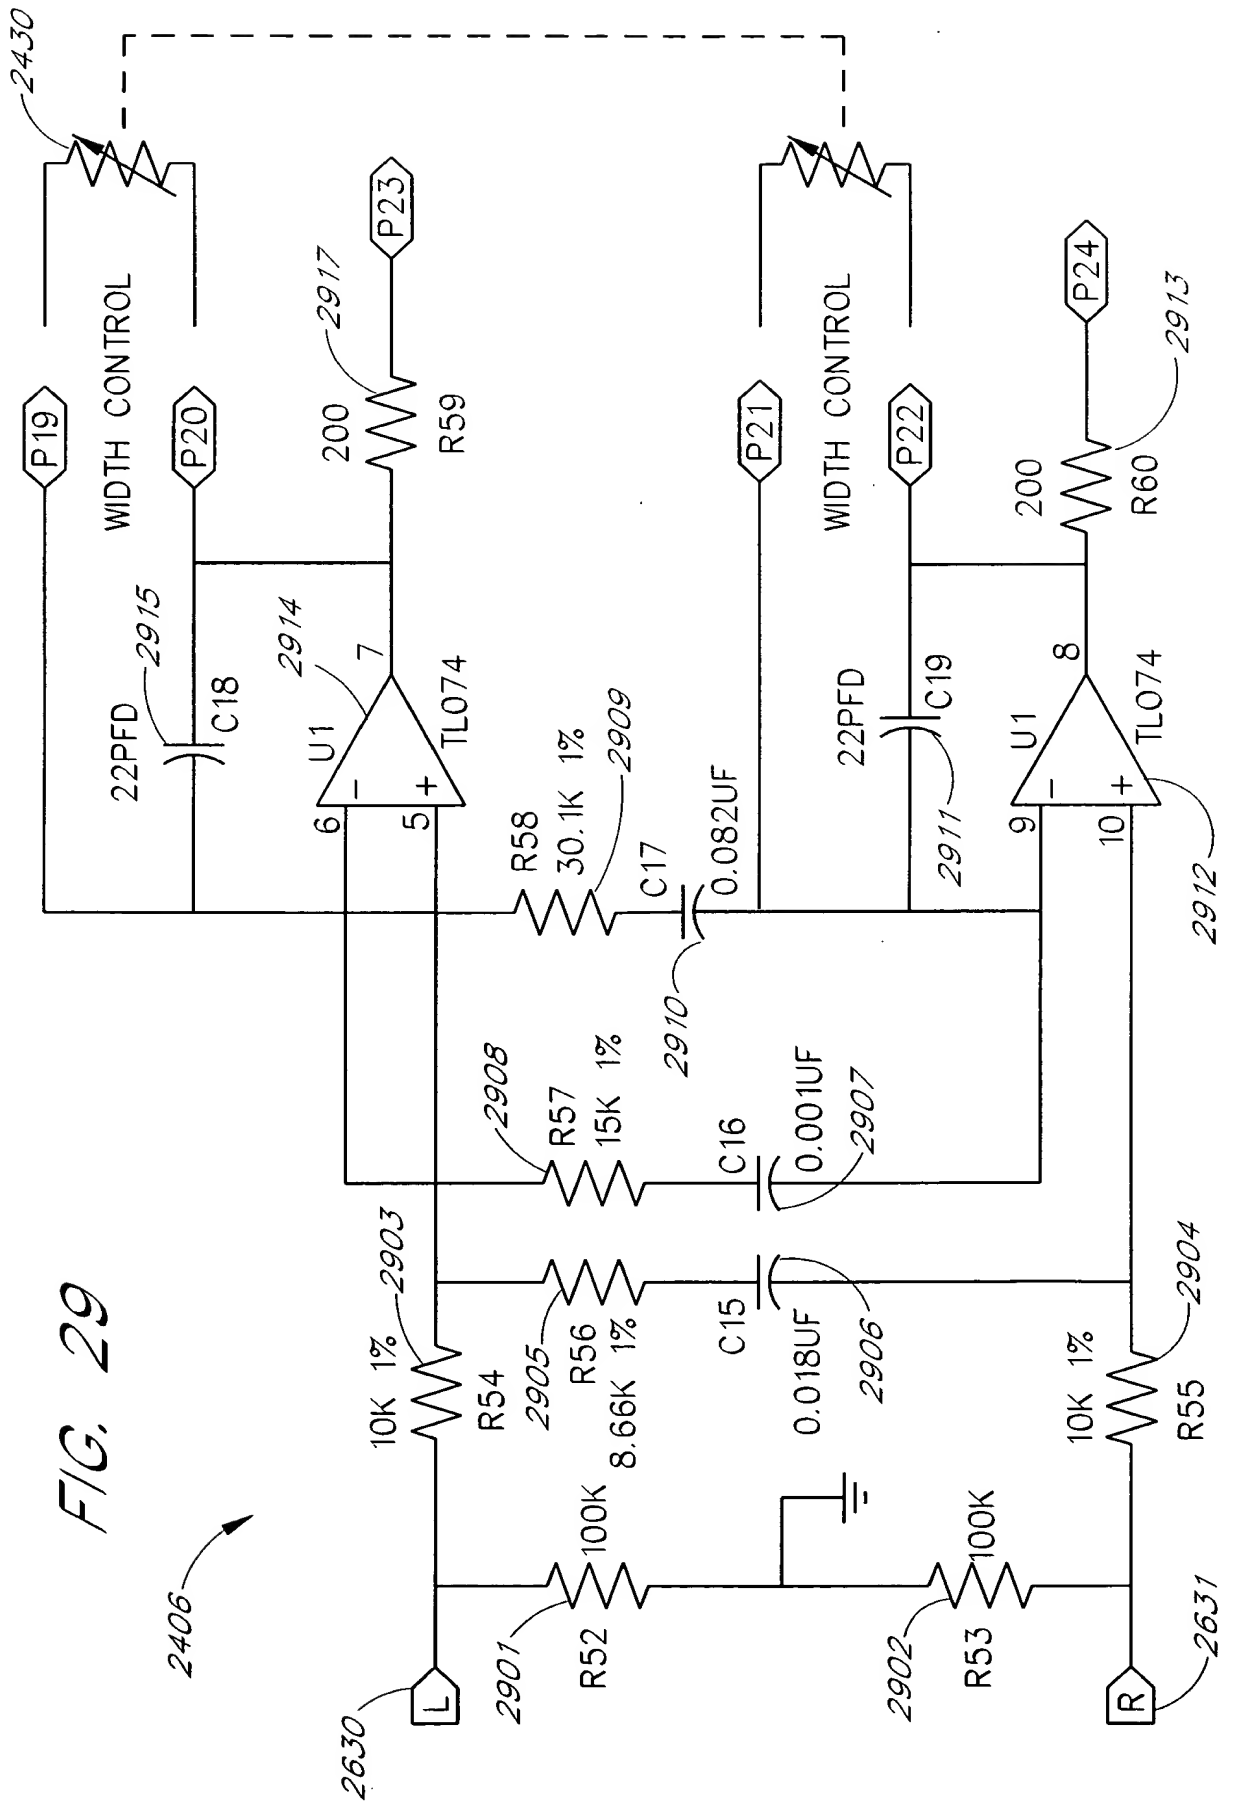 FIG. 29
2406
2630
L
2901
R52
100K
2902
R53
100K
R
2631
10K 1%
2903
R54
2905
R56
8.66K 1%
C15
0.018UF
2906
10K 1%
2904
R55
2908
R57
15K 1%
C16
0.001UF
2907
R58
30.1K 1%
2909
C17
0.082UF
2910
22PFD
2915
C18
6
5
U1
2914
7
TL074
22PFD
C19
2911
9
10
U1
8
TL074
2912
P19
WIDTH CONTROL
P20
200
2917
R59
P23
2430
P21
WIDTH CONTROL
P22
200
R60
2913
P24